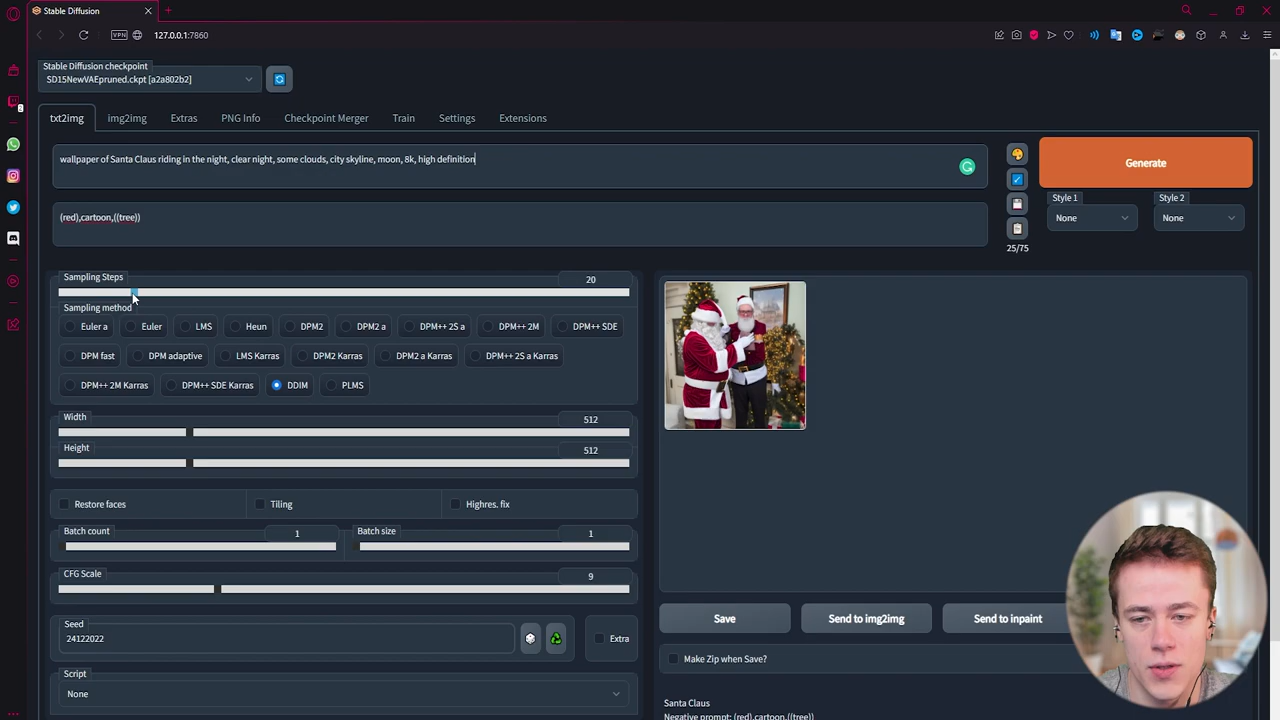 Stable Diffusion
VPN
127.0.0.1:7860
Stable Diffusion checkpoint
SD15NewVAEpruned.ckpt [a2a802b2]
2
txt2img
img2img
Extras
PNG Info
Checkpoint Merger
Train
Settings
Extensions
wallpaper of Santa Claus riding in the night, clear night, some clouds, city skyline, moon, 8k, high definition
Generate
(red),cartoon,((tree))
Style 1
Style 2
None
None
25/75
Sampling Steps
20
Sampling method
Euler a
Euler
LMS
Heun
DPM2
DPM2 a
DPM++ 2S a
DPM++ 2M
DPM++ SDE
DPM fast
DPM adaptive
LMS Karras
DPM2 Karras
DPM2 a Karras
DPM++ 2S a Karras
DPM++ 2M Karras
DPM++ SDE Karras
DDIM
PLMS
Width
512
Height
512
Restore faces
Tiling
Highres. fix
Batch count
1
Batch size
1
CFG Scale
9
Seed
24122022
Extra
Script
None
Save
Send to img2img
Send to inpaint
Make Zip when Save?
Santa Claus
Negative prompt: (red),cartoon,((tree))